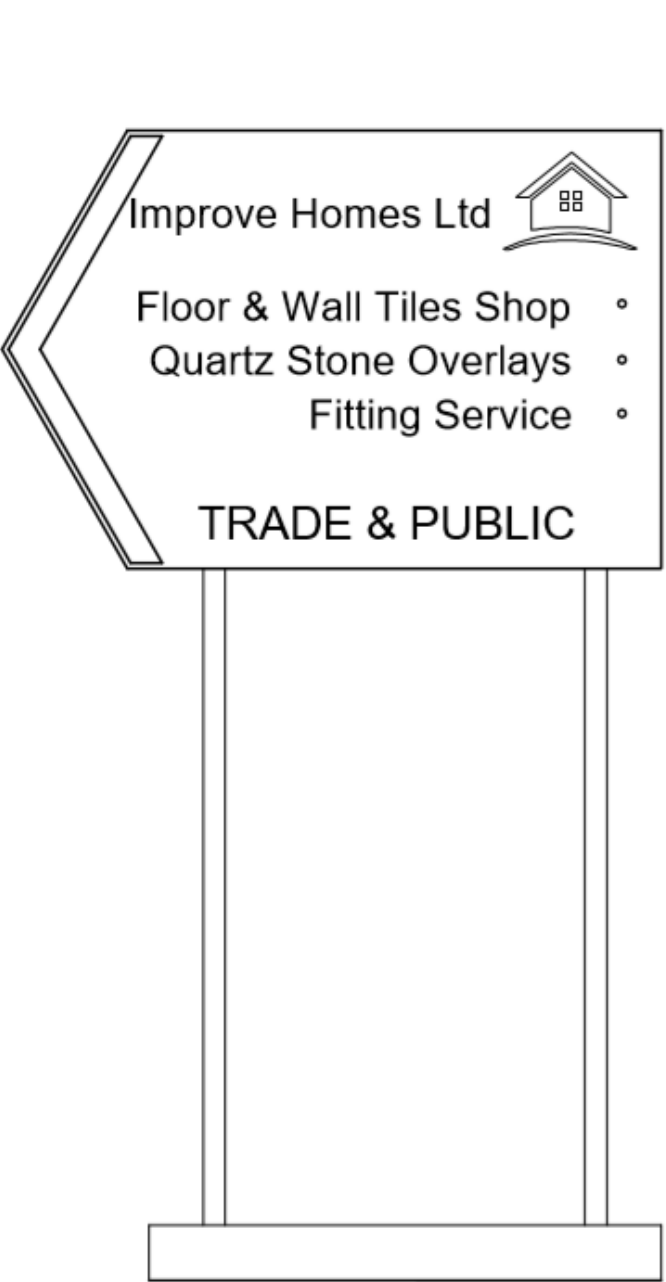 Improve Homes Ltd
Floor & Wall Tiles Shop
Quartz Stone Overlays
Fitting Service
TRADE & PUBLIC